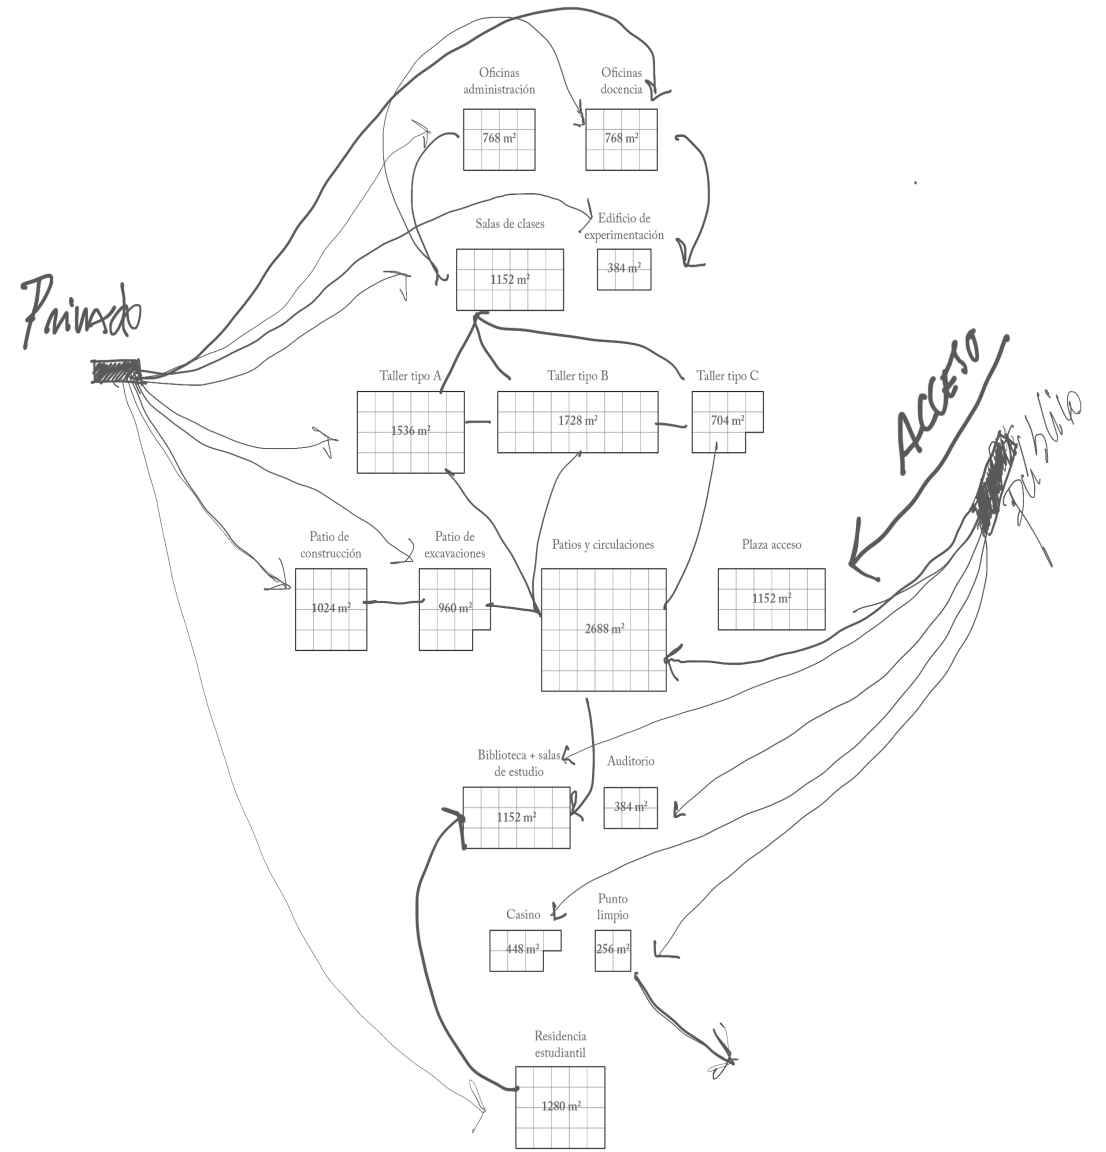 Oficinas
administración
768 m²
Oficinas
docencia
768 m²
Salas de clases
1152 m²
Edificio de
experimentación
384 m²
Privado
Taller tipo A
1536 m²
Taller tipo B
1728 m²
Taller tipo C
704 m²
ACCESO
Público
Patio de
construcción
1024 m²
Patio de
excavaciones
960 m²
Patios y circulaciones
2688 m²
Plaza acceso
1152 m²
Biblioteca + salas
de estudio
1152 m²
Auditorio
384 m²
Casino
448 m²
Punto
limpio
256 m²
Residencia
estudiantil
1280 m²